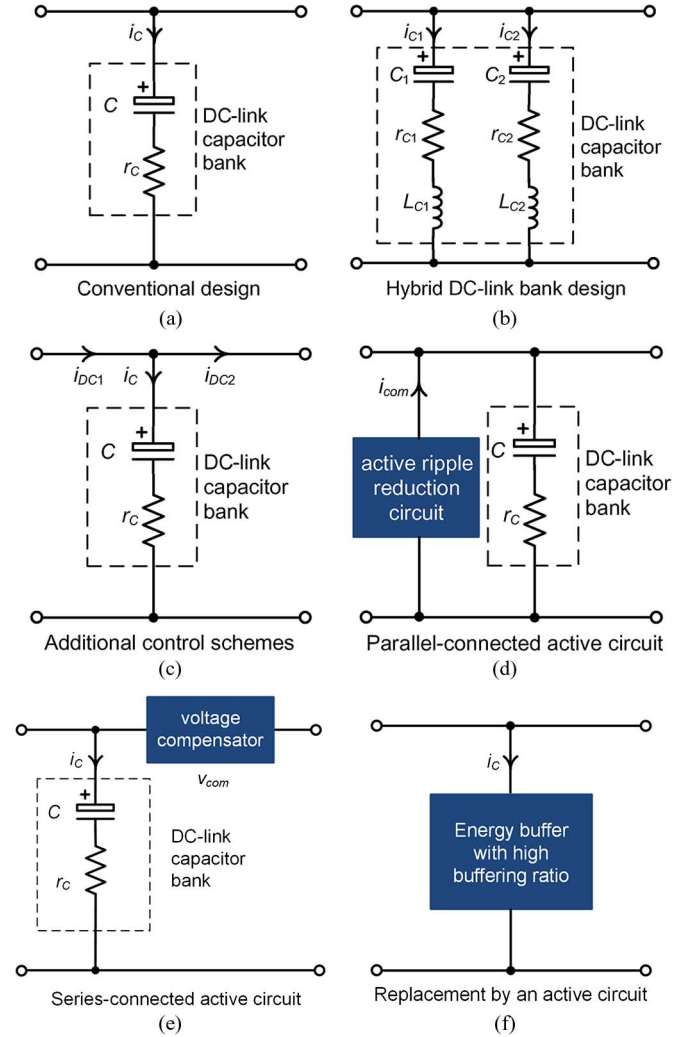 i_C
+
C
r_C
DC-link
capacitor
bank
Conventional design
(a)
i_C1
i_C2
+
+
C_1
C_2
r_C1
r_C2
L_C1
L_C2
DC-link
capacitor
bank
Hybrid DC-link bank design
(b)
i_DC1
i_C
i_DC2
+
C
r_C
DC-link
capacitor
bank
Additional control schemes
(c)
i_com
active ripple
reduction
circuit
+
C
r_C
DC-link
capacitor
bank
Parallel-connected active circuit
(d)
voltage
compensator
v_com
i_C
+
C
r_C
DC-link
capacitor
bank
Series-connected active circuit
(e)
i_C
Energy buffer
with high
buffering ratio
Replacement by an active circuit
(f)